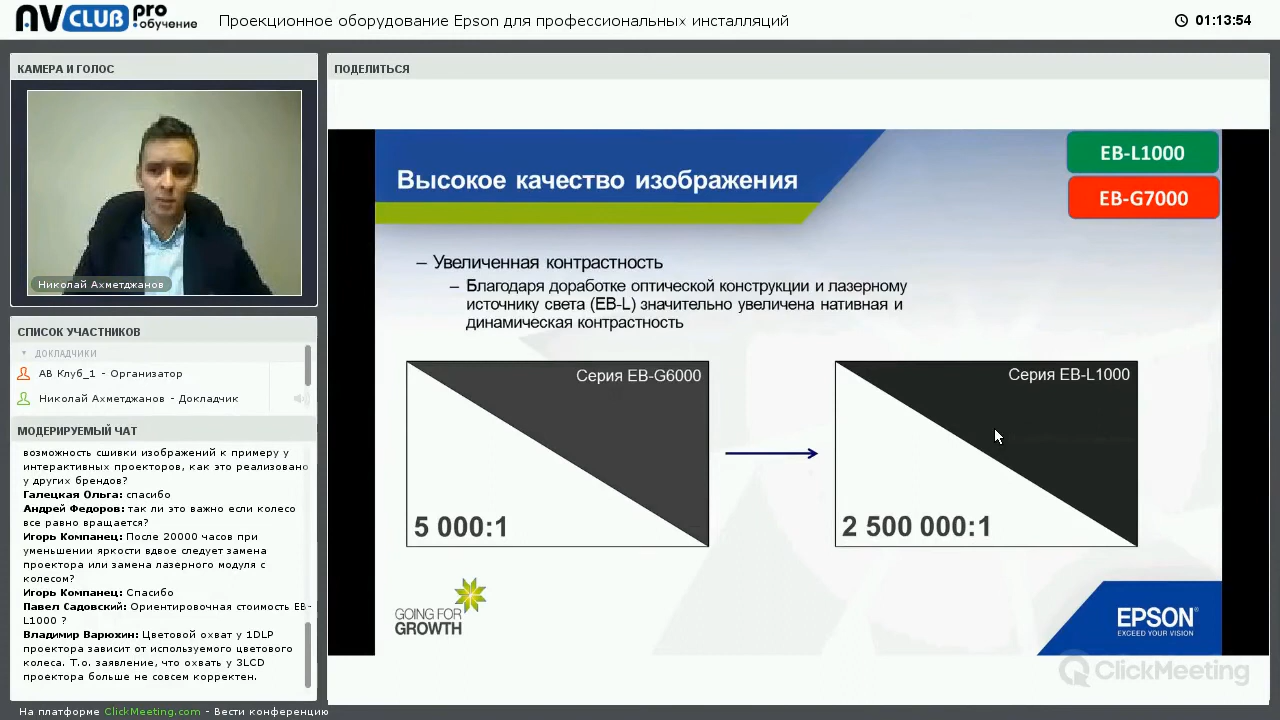 AV CLUB pro
.обучение
Проекционное оборудование Epson для профессиональных инсталляций
01:13:54
КАМЕРА И ГОЛОС
Николай Ахметджанов
СПИСОК УЧАСТНИКОВ
ДОКЛАДЧИКИ
АВ Клуб_1 - Организатор
Николай Ахметджанов - Докладчик
МОДЕРИРУЕМЫЙ ЧАТ
возможность сшивки изображений к примеру у
интерактивных проекторов, как это реализовано
у других брендов?
Галецкая Ольга: спасибо
Андрей Федоров: так ли это важно если колесо
все равно вращается?
Игорь Компанец: После 20000 часов при
уменьшении яркости вдвое следует замена
проектора или замена лазерного модуля с
колесом?
Игорь Компанец: Спасибо
Павел Садовский: Ориентировочная стоимость EB-
L1000 ?
Владимир Варюхин: Цветовой охват у 1DLP
проектора зависит от используемого цветового
колеса. Т.о. заявление, что охвать у 3LCD
проектора больше не совсем корректен.
На платформе ClickMeeting.com - Вести конференцию
ПОДЕЛИТЬСЯ
Высокое качество изображения
EB-L1000
EB-G7000
– Увеличенная контрастность
– Благодаря доработке оптической конструкции и лазерному
источнику света (EB-L) значительно увеличена нативная и
динамическая контрастность
Серия EB-G6000
5 000:1
Серия EB-L1000
2 500 000:1
GOING FOR
GROWTH
EPSON®
EXCEED YOUR VISION
ClickMeeting